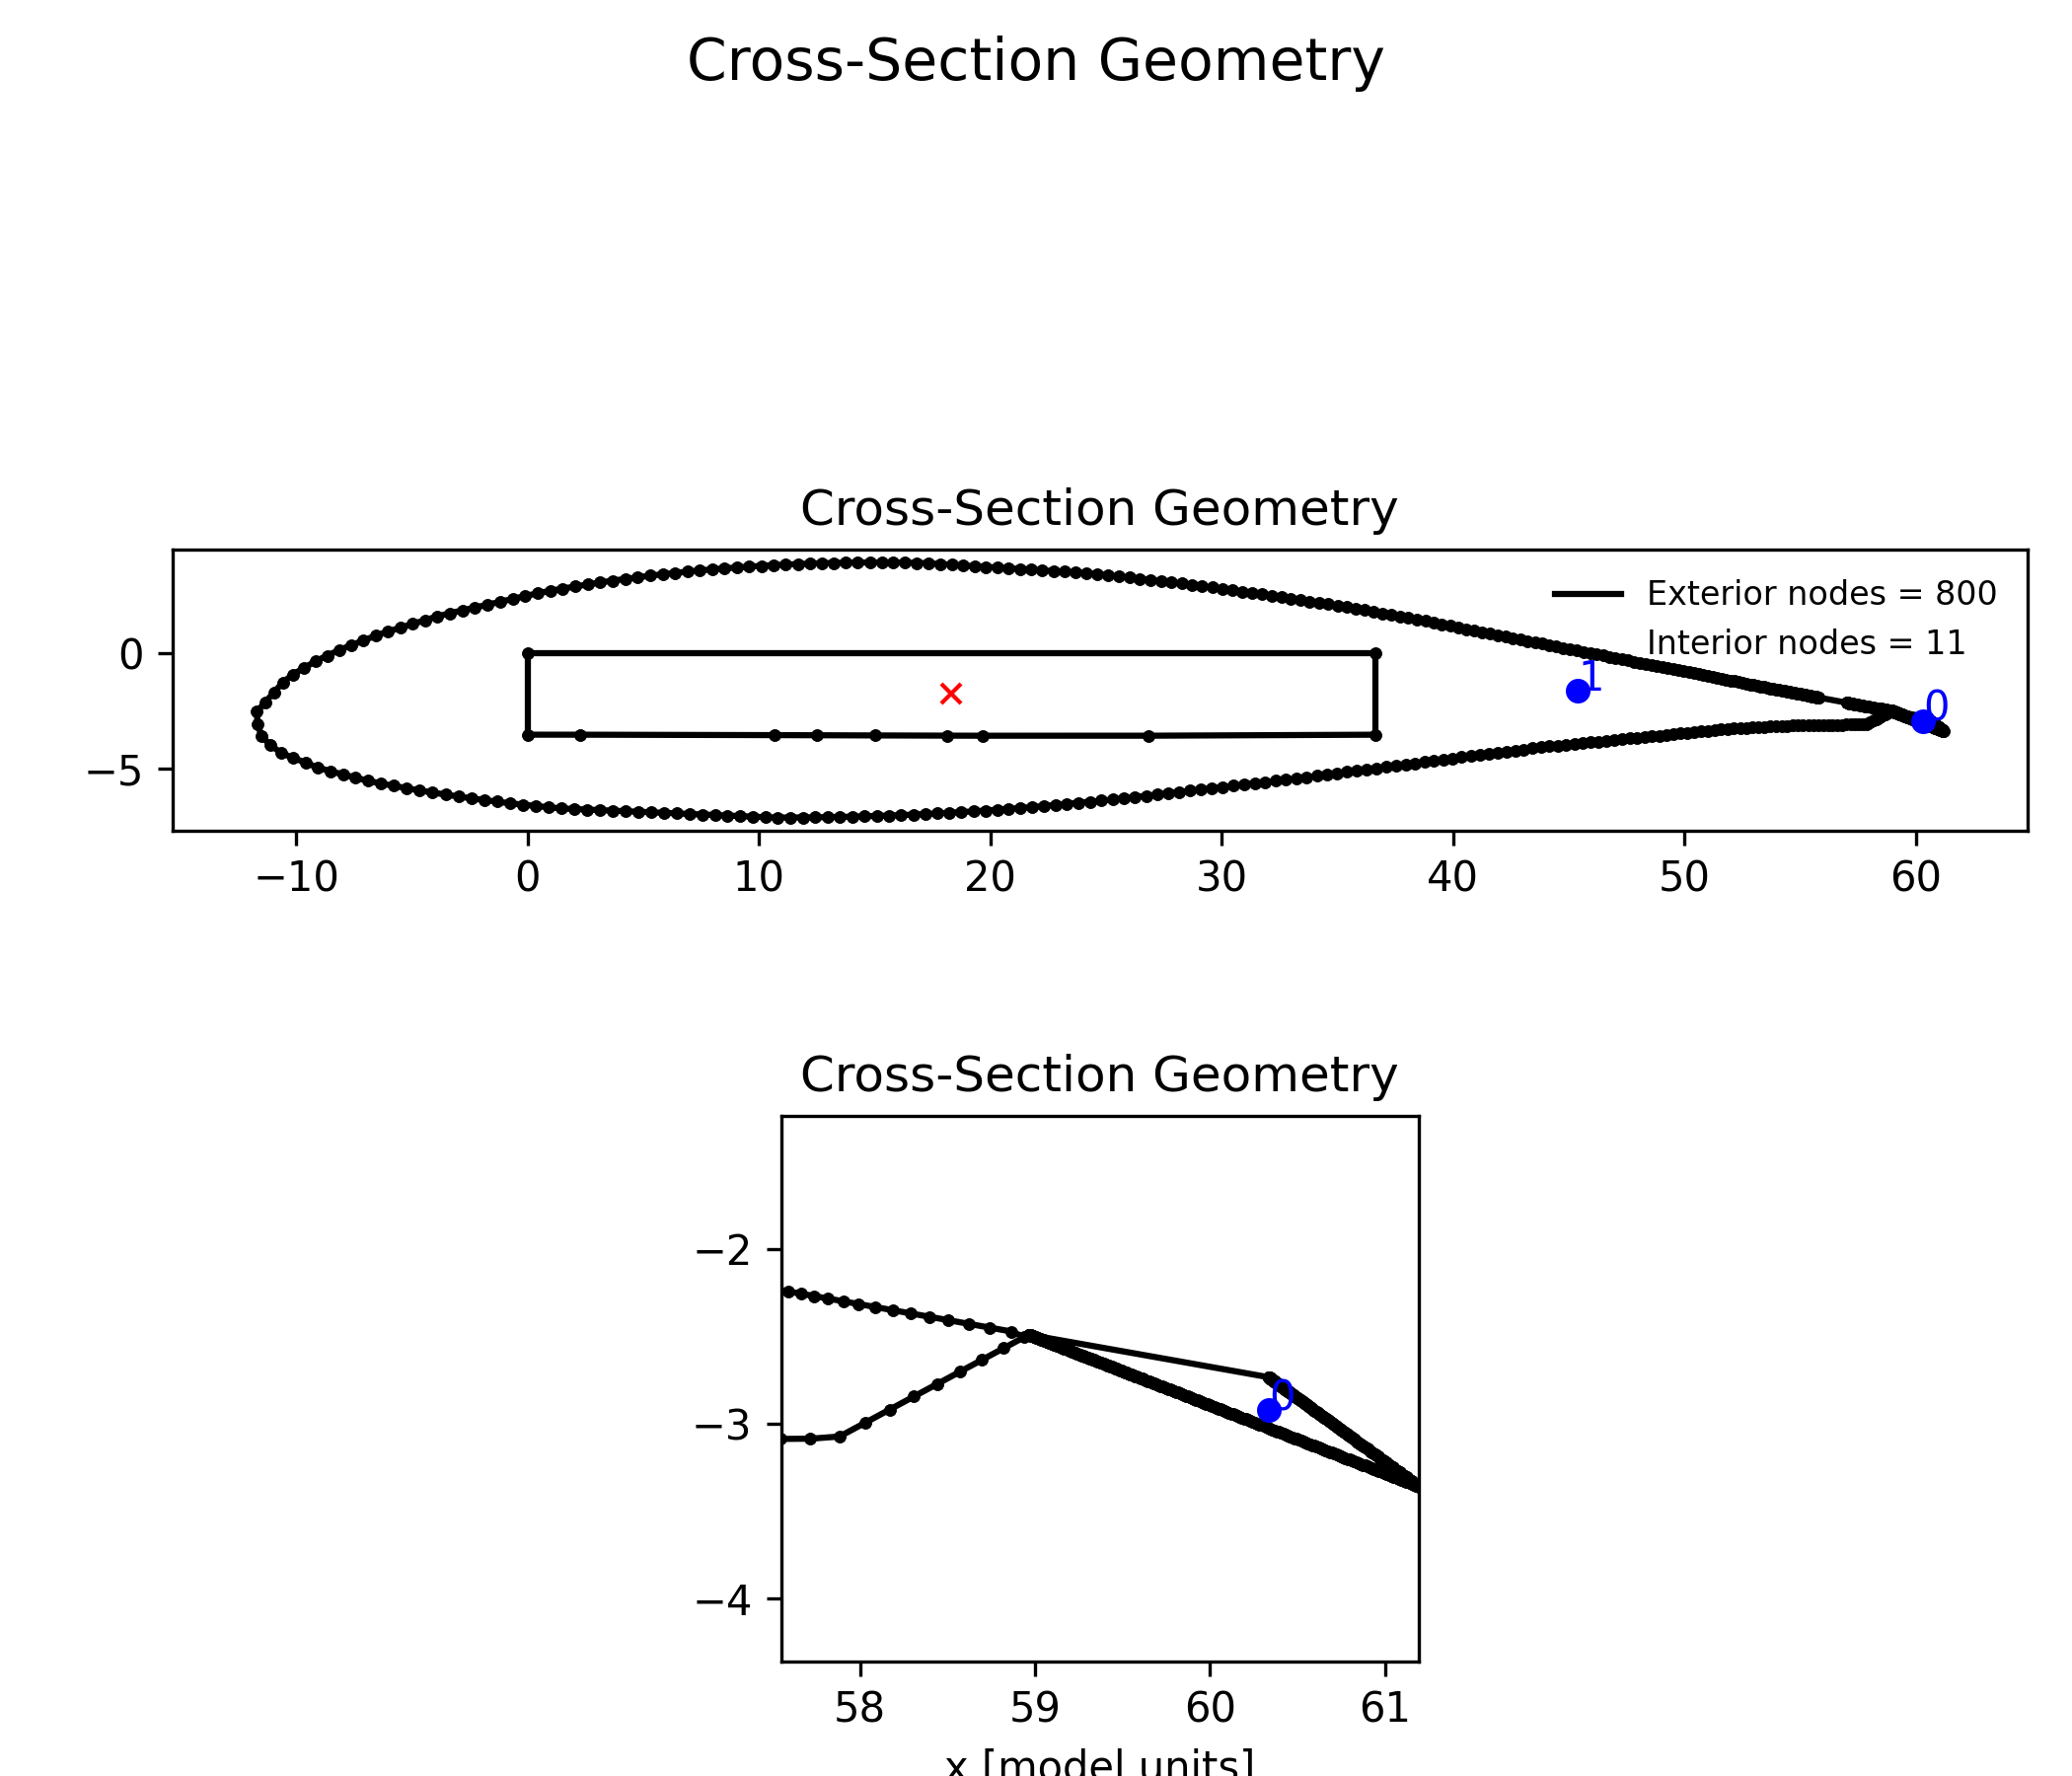 Cross-Section Geometry
Cross-Section Geometry
Exterior nodes = 800
Interior nodes = 11
0
−5
1
0
−10 0 10 20 30 40 50 60
Cross-Section Geometry
−2
−3
−4
0
58 59 60 61
x [model units]